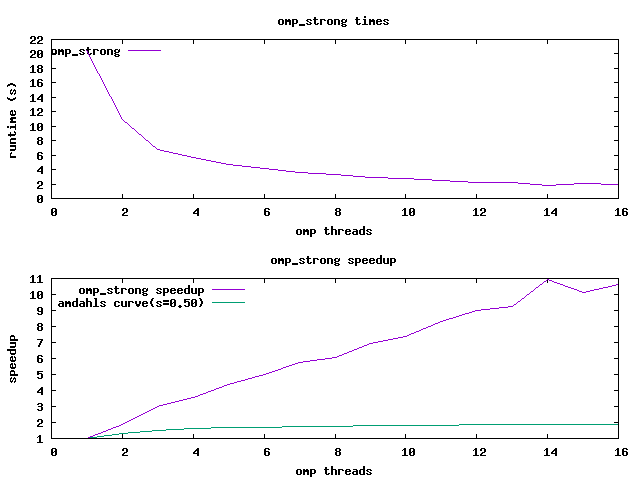 omp_strong times
22
20
18
16
14
12
10
8
6
4
2
0
omp_strong
runtime (s)
0 2 4 6 8 10 12 14 16
omp threads
omp_strong speedup
11
10
9
8
7
6
5
4
3
2
1
omp_strong speedup
amdahls curve(s=0.50)
speedup
0 2 4 6 8 10 12 14 16
omp threads